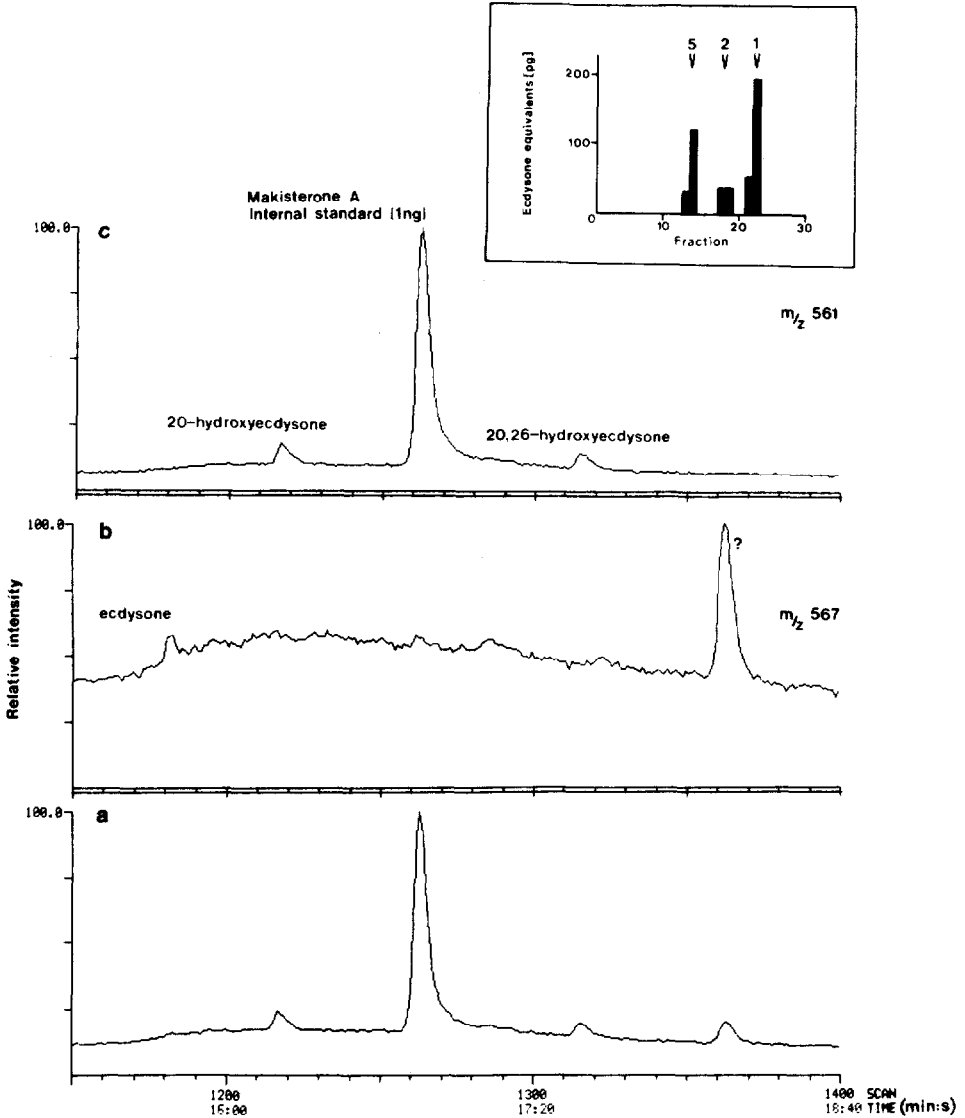 5 2 1
Ecdysone equivalents [pg]
200
100
0
10 20 30
Fraction
Makisterone A
Internal standard [1ng]
100.0
c
m/z 561
20-hydroxyecdysone
20,26-hydroxyecdysone
100.0
b
?
ecdysone
m/z 567
Relative intensity
100.0
a
1200 1300 1400 SCAN
16:00 17:20 18:40 TIME (min:s)